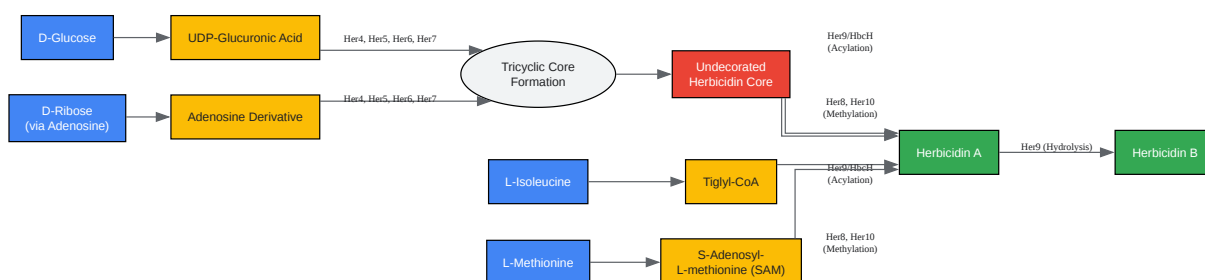 D-Glucose
UDP-Glucuronic Acid
Her4, Her5, Her6, Her7
D-Ribose
(via Adenosine)
Adenosine Derivative
Her4, Her5, Her6, Her7
Tricyclic Core
Formation
Undecorated
Herbicidin Core
Her9/HbcH
(Acylation)
Her8, Her10
(Methylation)
L-Isoleucine
Tiglyl-CoA
Her9/HbcH
(Acylation)
L-Methionine
S-Adenosyl-
L-methionine (SAM)
Her8, Her10
(Methylation)
Herbicidin A
Her9 (Hydrolysis)
Herbicidin B